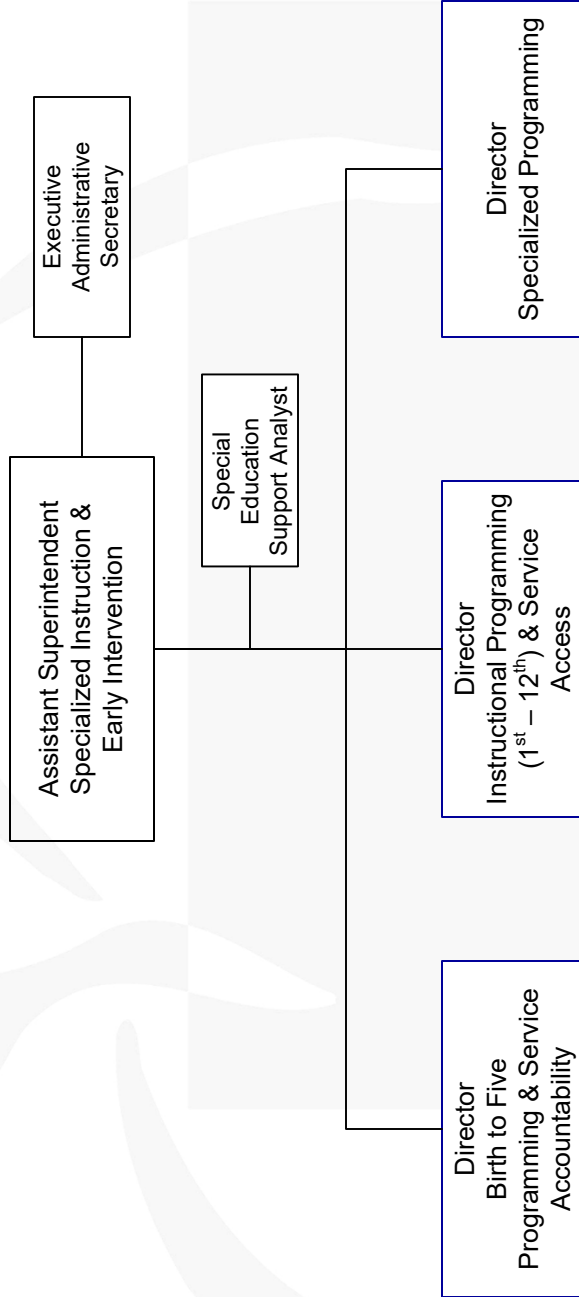 Assistant Superintendent
Specialized Instruction &
Early Intervention
Executive
Administrative
Secretary
Special
Education
Support Analyst
Director
Birth to Five
Programming & Service
Accountability
Director
Instructional Programming
(1st – 12th) & Service
Access
Director
Specialized Programming